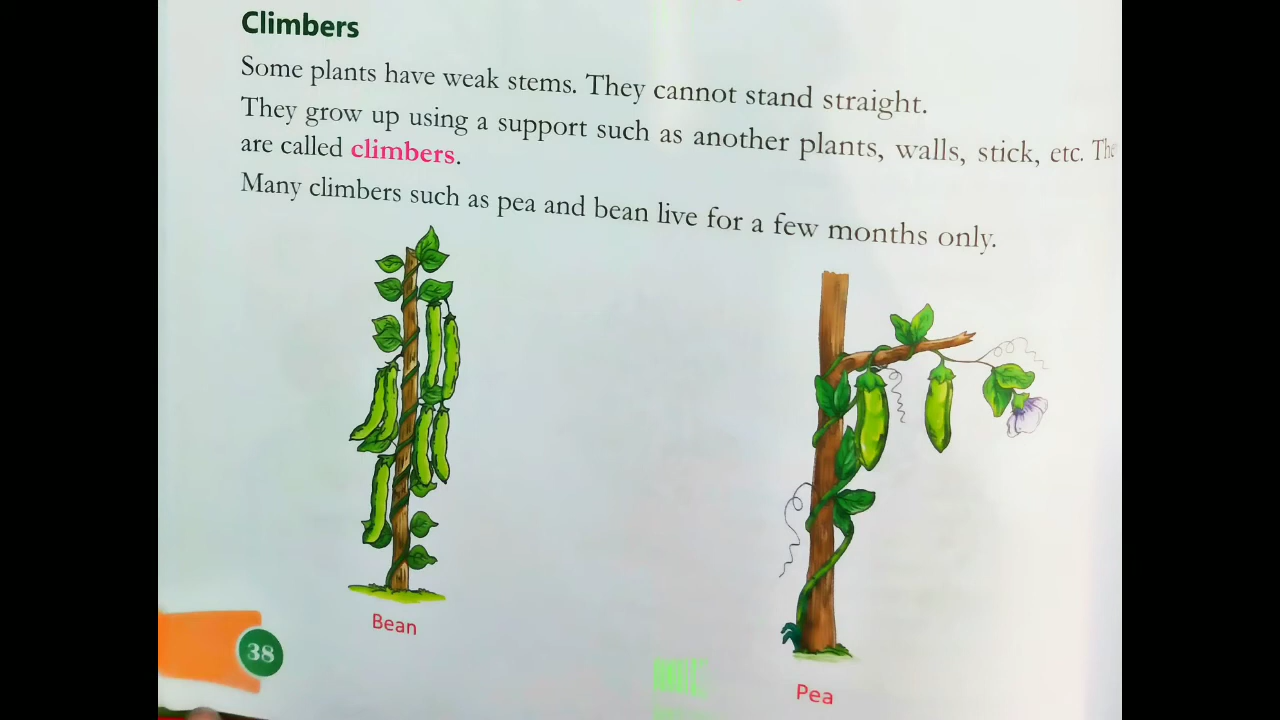 Climbers
Some plants have weak stems. They cannot stand straight.
They grow up using a support such as another plants, walls, stick, etc.
are called climbers.
Many climbers such as pea and bean live for a few months only.
Bean
38
Pea